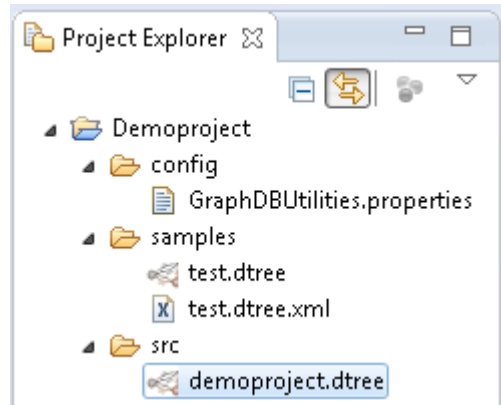 Project Explorer
Demoproject
config
GraphDBUtilities.properties
samples
test.dtree
test.dtree.xml
src
demoproject.dtree